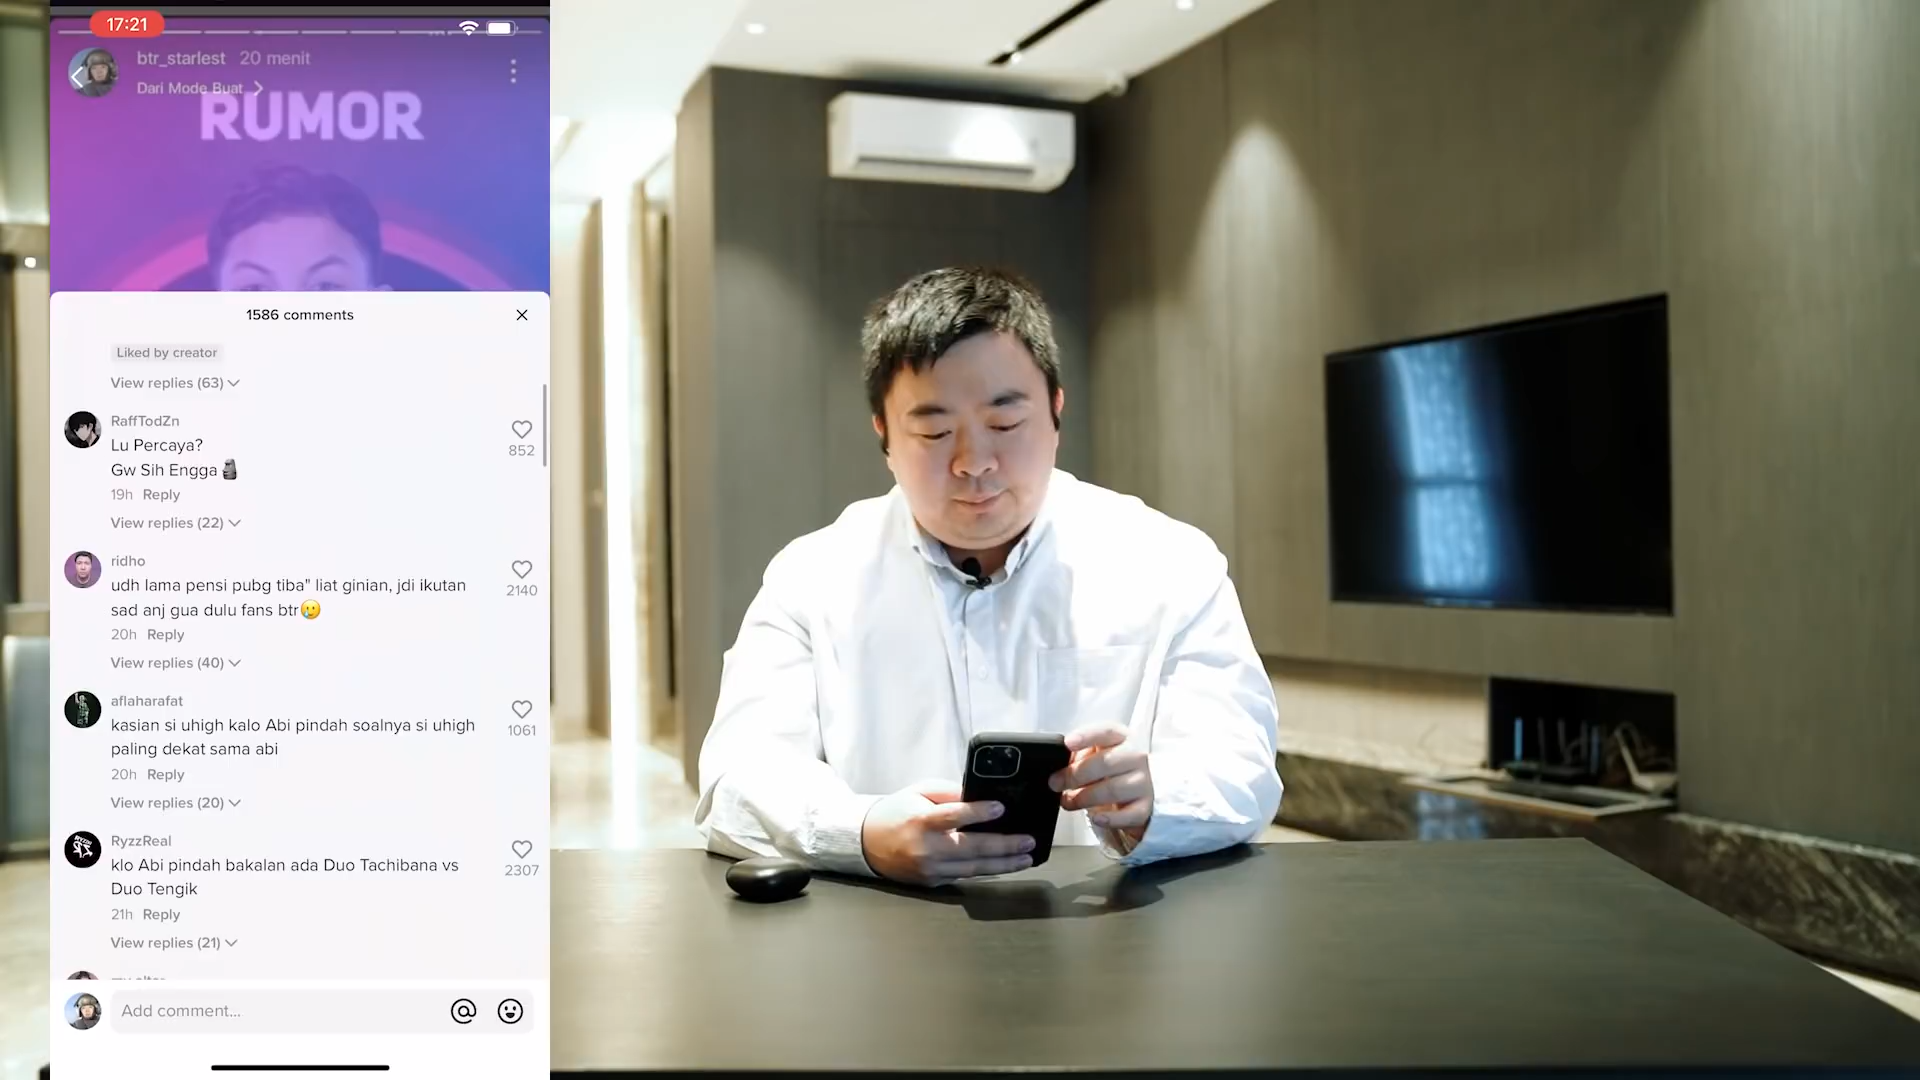 17:21
btr_starlest 20 menit
Dari Mode Buat
RUMOR
1586 comments
Liked by creator
View replies (63)
RaffTodZn
Lu Percaya?
Gw Sih Engga 🗿
852
19h Reply
View replies (22)
ridho
udh lama pensi pubg tiba" liat ginian, jdi ikutan
sad anj gua dulu fans btr🥲
2140
20h Reply
View replies (40)
aflaharafat
kasian si uhigh kalo Abi pindah soalnya si uhigh
paling dekat sama abi
1061
20h Reply
View replies (20)
RyzzReal
klo Abi pindah bakalan ada Duo Tachibana vs
Duo Tengik
2307
21h Reply
View replies (21)
Add comment...